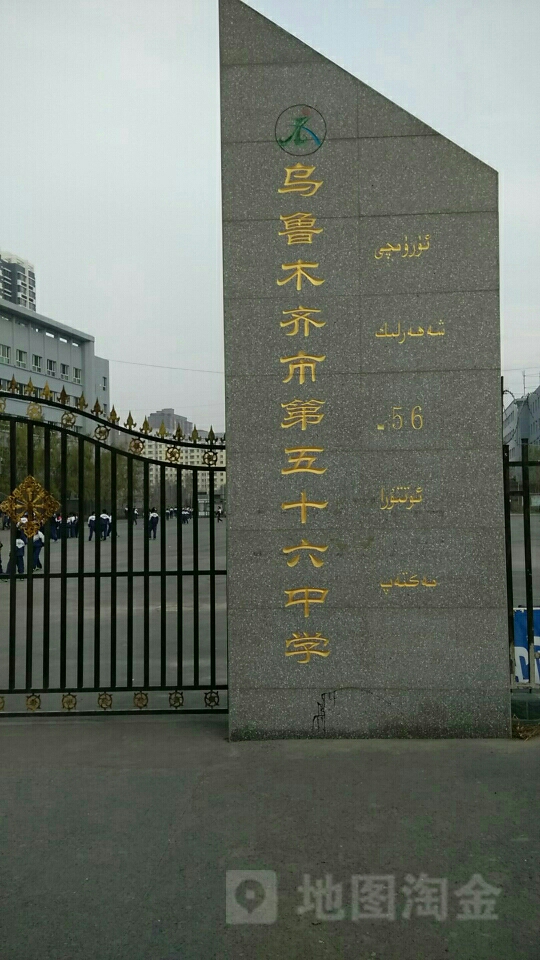 乌鲁木齐市第五十六中学
ئۈرۈمچى
شەھەرلىك
56-
ئوتتۇرا
مەكتەپ
地图淘金